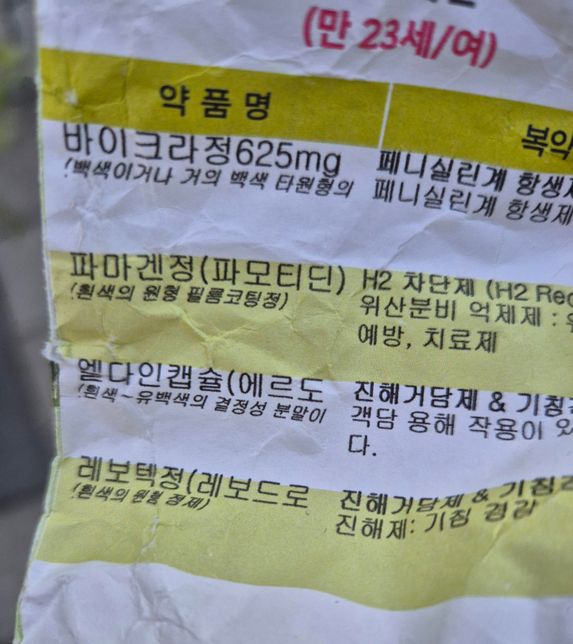 (만 23세/여)
약 품 명
복약
바이크라정625mg
(백색이거나 거의 백색 타원형의
페니실린계 항생제
페니실린계 항생제
파마겐정(파모티딘)
(흰색의 원형 필름코팅정)
H2 차단제 (H2 Rec
위산분비 억제제 : 위
예방, 치료제
엘다인캡슐(에르도
(흰색~유백색의 결정성 분말이
진해거담제 & 기침
객담 용해 작용이 있
다.
레보텍정(레보드로
(흰색의 원형 정제)
진해거담제 & 기침
진해제: 기침 경감